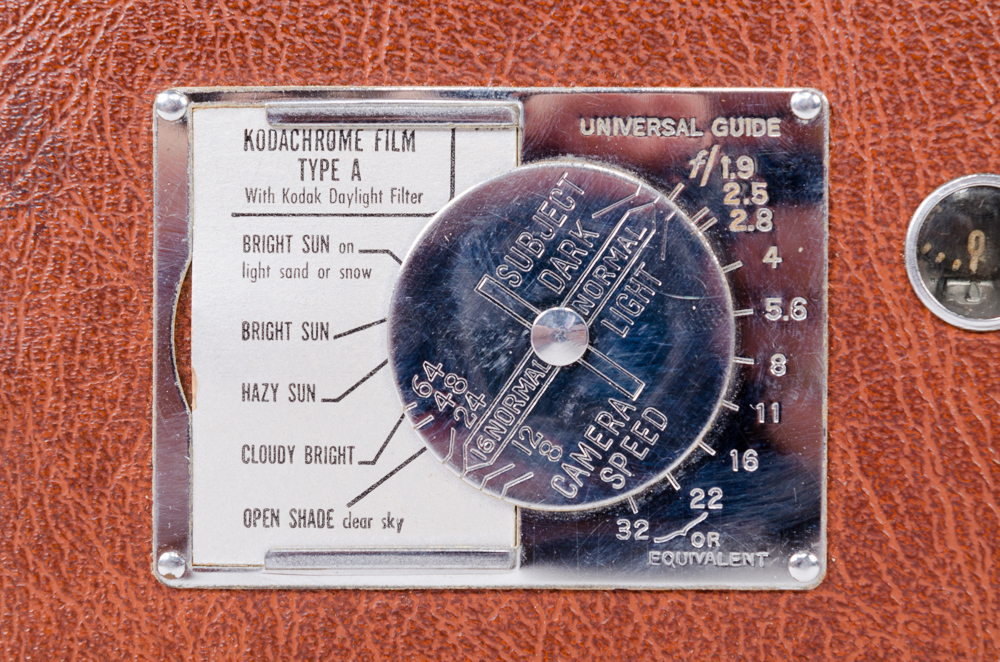 KODACHROME FILM
TYPE A
With Kodak Daylight Filter
BRIGHT SUN on
light sand or snow
BRIGHT SUN
HAZY SUN
CLOUDY BRIGHT
OPEN SHADE clear sky
UNIVERSAL GUIDE
f/1.9
2.5
2.8
4
5.6
8
11
16
22
32
OR
EQUIVALENT
SUBJECT
DARK
NORMAL
LIGHT
64
48
24
16 NORMAL
12
8
CAMERA
SPEED